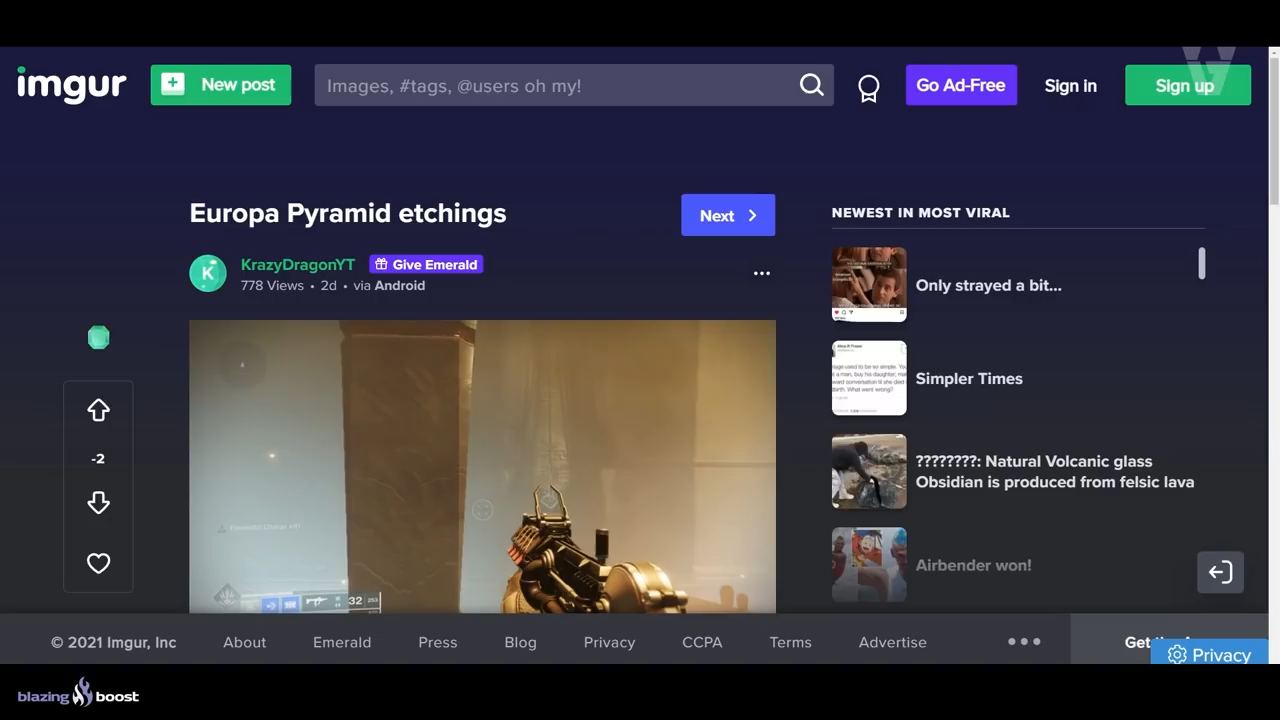 imgur
New post
Images, #tags, @users oh my!
Go Ad-Free
Sign in
Sign up
Europa Pyramid etchings
Next
NEWEST IN MOST VIRAL
K
KrazyDragonYT
Give Emerald
778 Views • 2d • via Android
Only strayed a bit...
Simpler Times
-2
????????: Natural Volcanic glass
Obsidian is produced from felsic lava
Airbender won!
32 253
© 2021 Imgur, Inc
About
Emerald
Press
Blog
Privacy
CCPA
Terms
Advertise
Get
Privacy
blazing boost